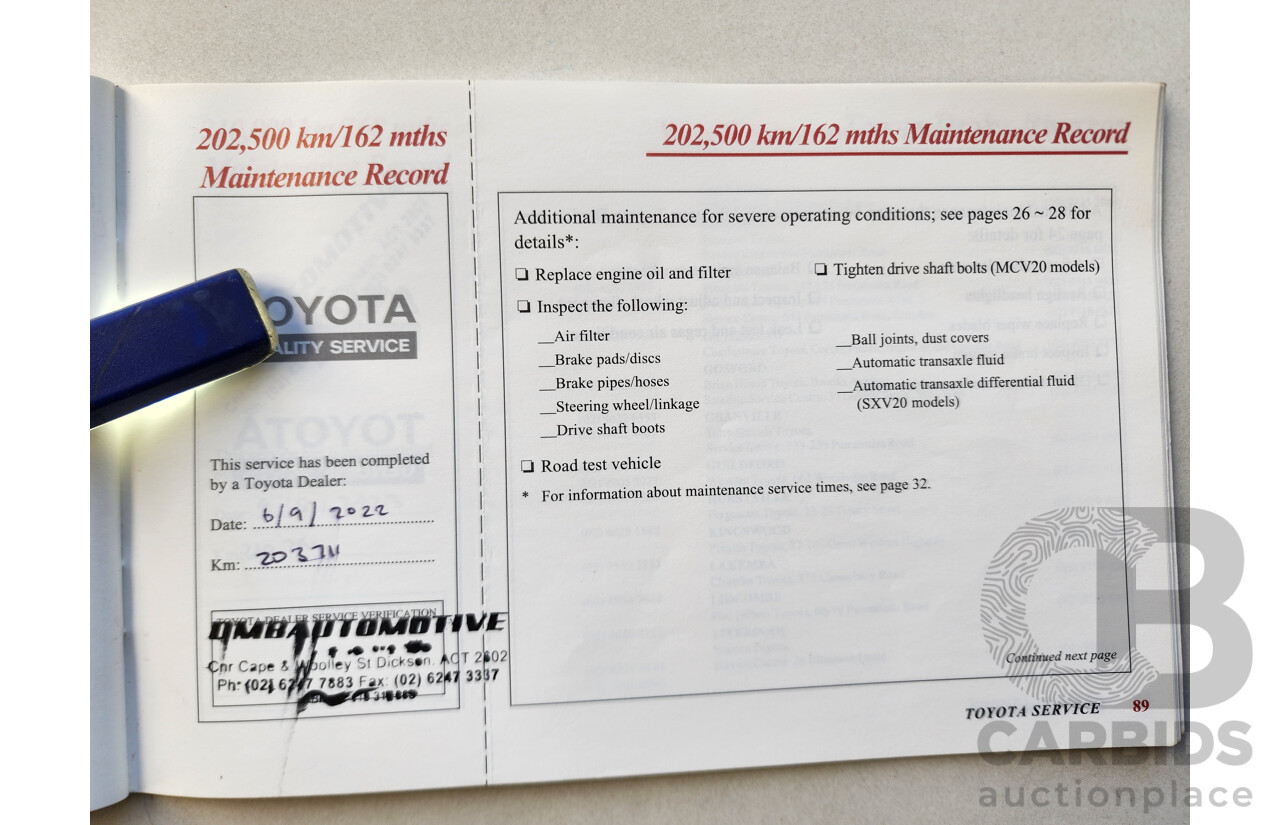 202,500 km/162 mths
Maintenance Record
OYOTA
ALITY SERVICE
This service has been completed
by a Toyota Dealer:
Date: 6/9/2022
Km: 203711
TOYOTA DEALER SERVICE VERIFICATION
QMBAUTOMOTIVE
Cnr Cape & Woolley St Dickson. ACT 2602
Ph: (02) 6247 7883 Fax: (02) 6247 3337
202,500 km/162 mths Maintenance Record
Additional maintenance for severe operating conditions; see pages 26 ~ 28 for
details*:
❏ Replace engine oil and filter
❏ Tighten drive shaft bolts (MCV20 models)
❏ Inspect the following:
__Air filter
__Brake pads/discs
__Brake pipes/hoses
__Steering wheel/linkage
__Drive shaft boots
__Ball joints, dust covers
__Automatic transaxle fluid
__Automatic transaxle differential fluid
(SXV20 models)
❏ Road test vehicle
* For information about maintenance service times, see page 32.
Continued next page
TOYOTA SERVICE 89
CARBIDS
auctionplace